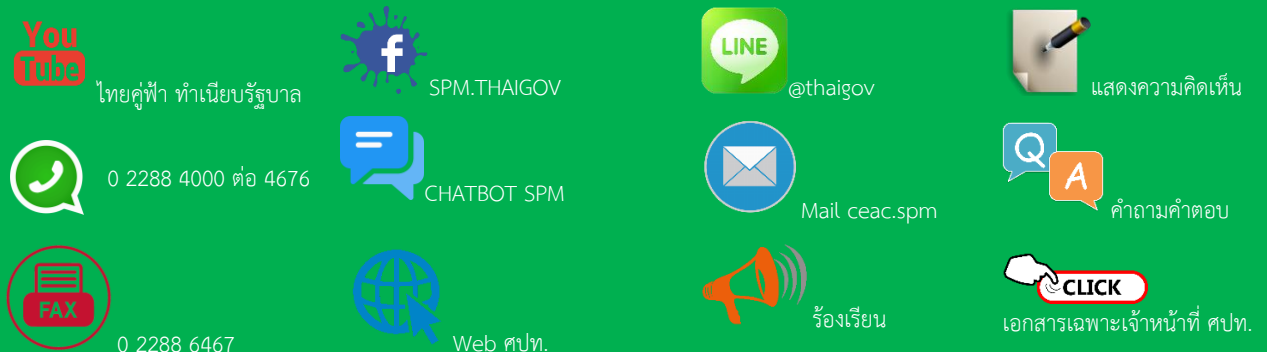 You
Tube
ไทยคู่ฟ้า ทำเนียบรัฐบาล
f
SPM.THAIGOV
LINE
@thaigov
แสดงความคิดเห็น
0 2288 4000 ต่อ 4676
CHATBOT SPM
Mail ceac.spm
Q
A
คำถามคำตอบ
FAX
0 2288 6467
Web ศปท.
ร้องเรียน
CLICK
เอกสารเฉพาะเจ้าหน้าที่ ศปท.